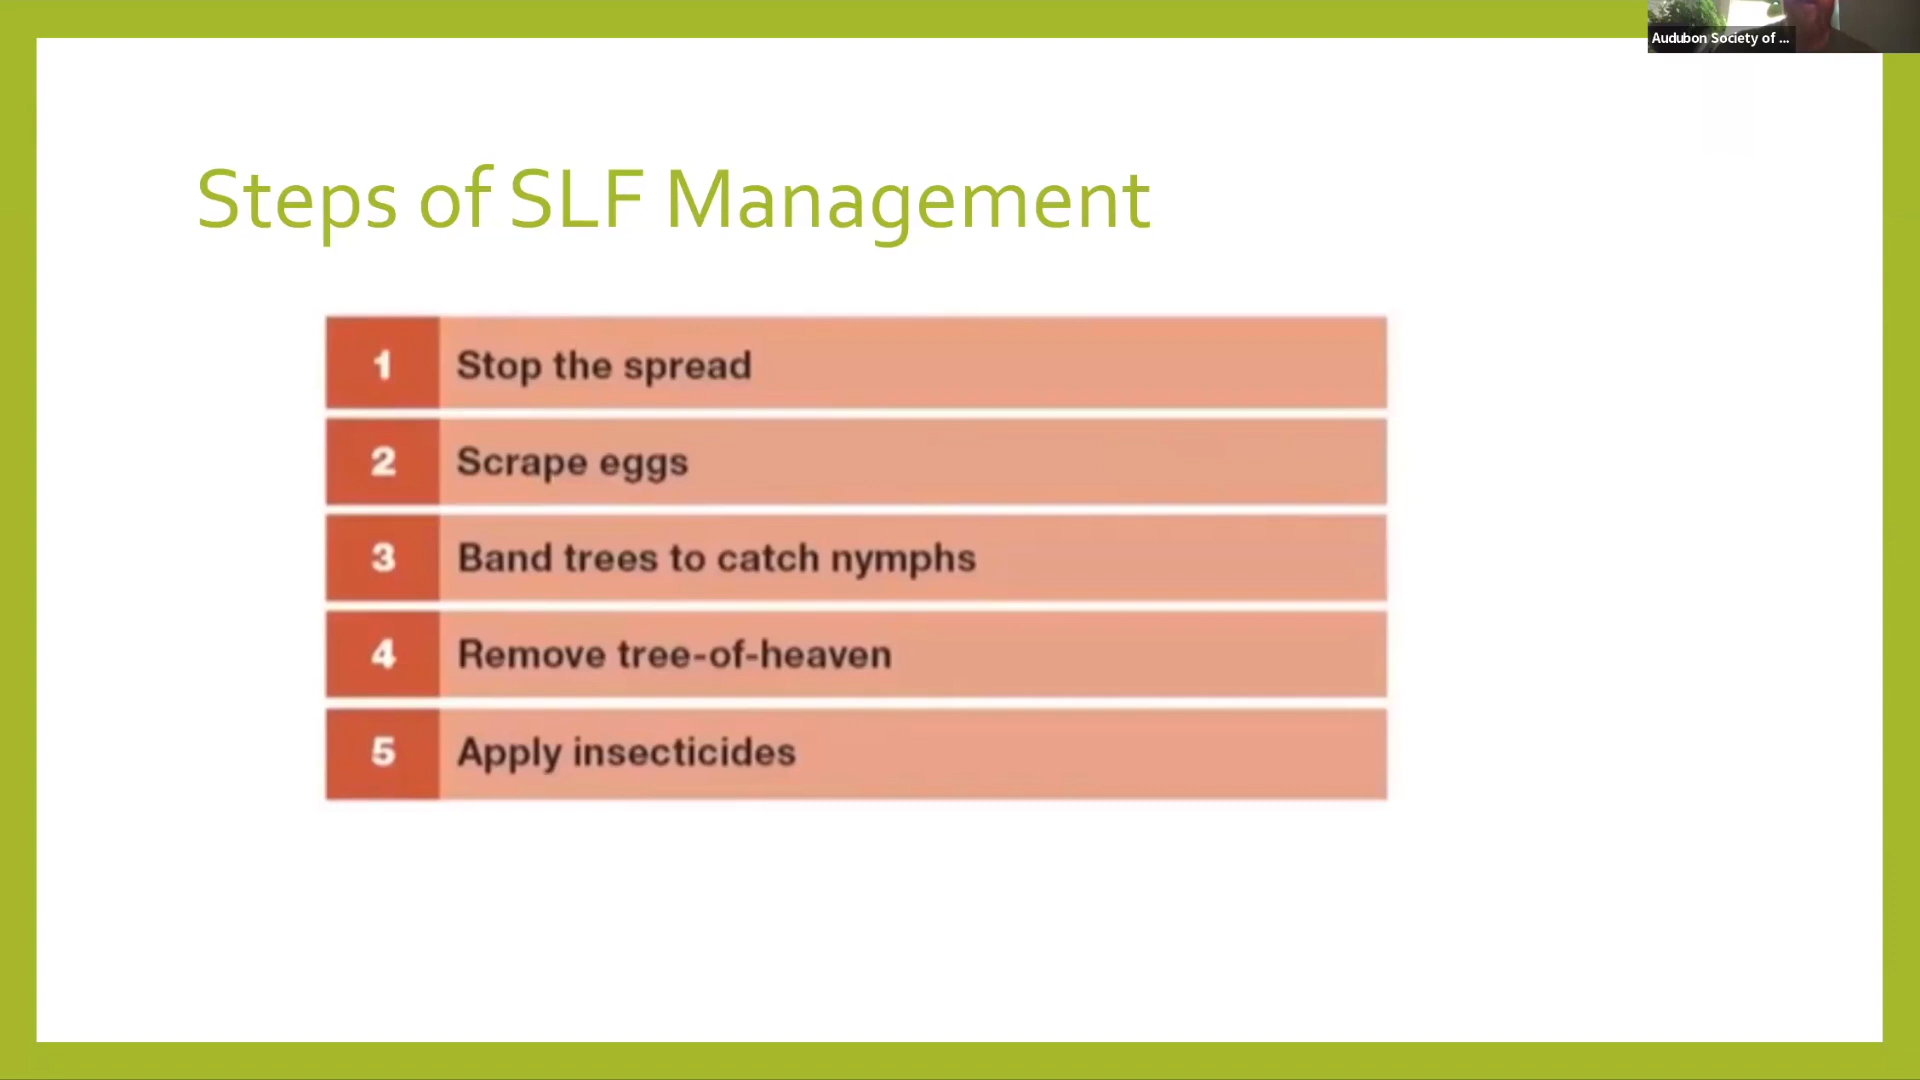 Audubon Society of ...
Steps of SLF Management
1 Stop the spread
2 Scrape eggs
3 Band trees to catch nymphs
4 Remove tree-of-heaven
5 Apply insecticides